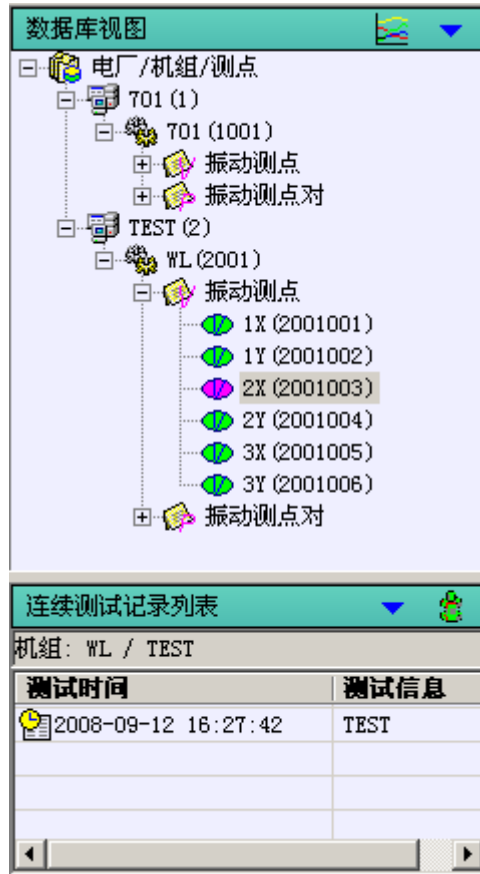 数据库视图
电厂/机组/测点
701(1)
701(1001)
振动测点
振动测点对
TEST(2)
WL(2001)
振动测点
1X(2001001)
1Y(2001002)
2X(2001003)
2Y(2001004)
3X(2001005)
3Y(2001006)
振动测点对
连续测试记录列表
机组: WL / TEST
测试时间 测试信息
2008-09-12 16:27:42 TEST